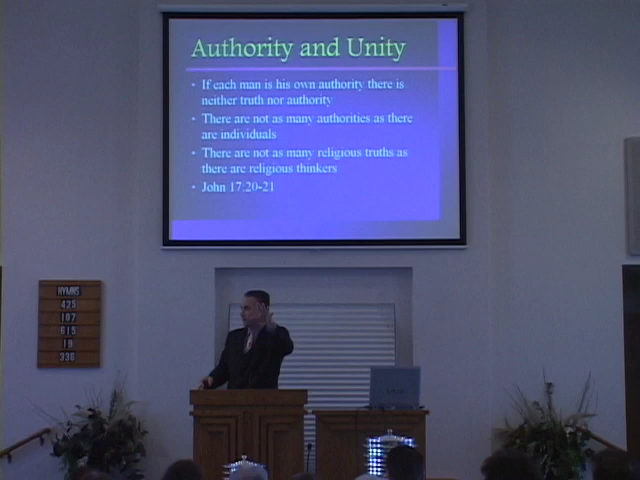 Authority and Unity
• If each man is his own authority there is
neither truth nor authority
• There are not as many authorities as there
are individuals
• There are not as many religious truths as
there are religious thinkers
• John 17:20-21
HYMNS
425
187
615
19
336